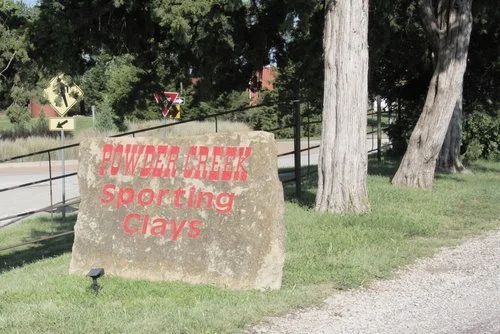 POWDER CREEK
Sporting
Clays